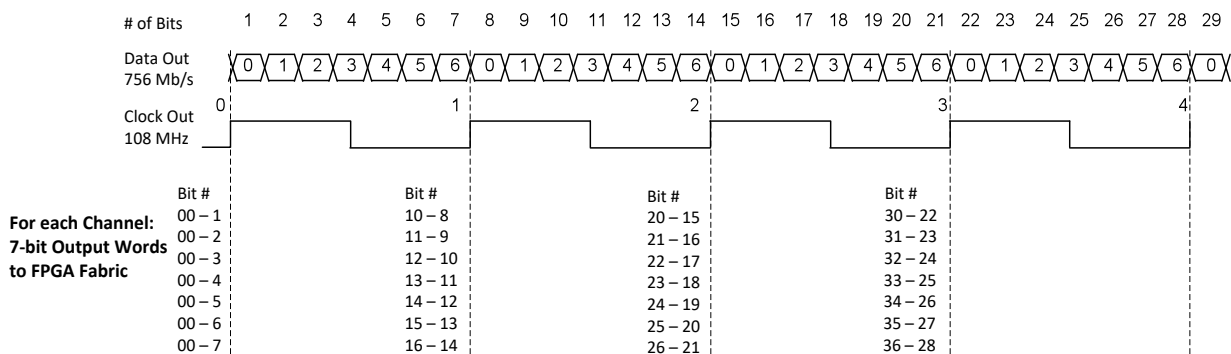 # of Bits 1 2 3 4 5 6 7 8 9 10 11 12 13 14 15 16 17 18 19 20 21 22 23 24 25 26 27 28 29
Data Out 0 1 2 3 4 5 6 0 1 2 3 4 5 6 0 1 2 3 4 5 6 0 1 2 3 4 5 6 0
756 Mb/s
0 1 2 3 4
Clock Out
108 MHz
Bit # Bit # Bit # Bit #
00 – 1 10 – 8 20 – 15 30 – 22
For each Channel:
00 – 2 11 – 9 21 – 16 31 – 23
7-bit Output Words
00 – 3 12 – 10 22 – 17 32 – 24
to FPGA Fabric
00 – 4 13 – 11 23 – 18 33 – 25
00 – 5 14 – 12 24 – 19 34 – 26
00 – 6 15 – 13 25 – 20 35 – 27
00 – 7 16 – 14 26 – 21 36 – 28